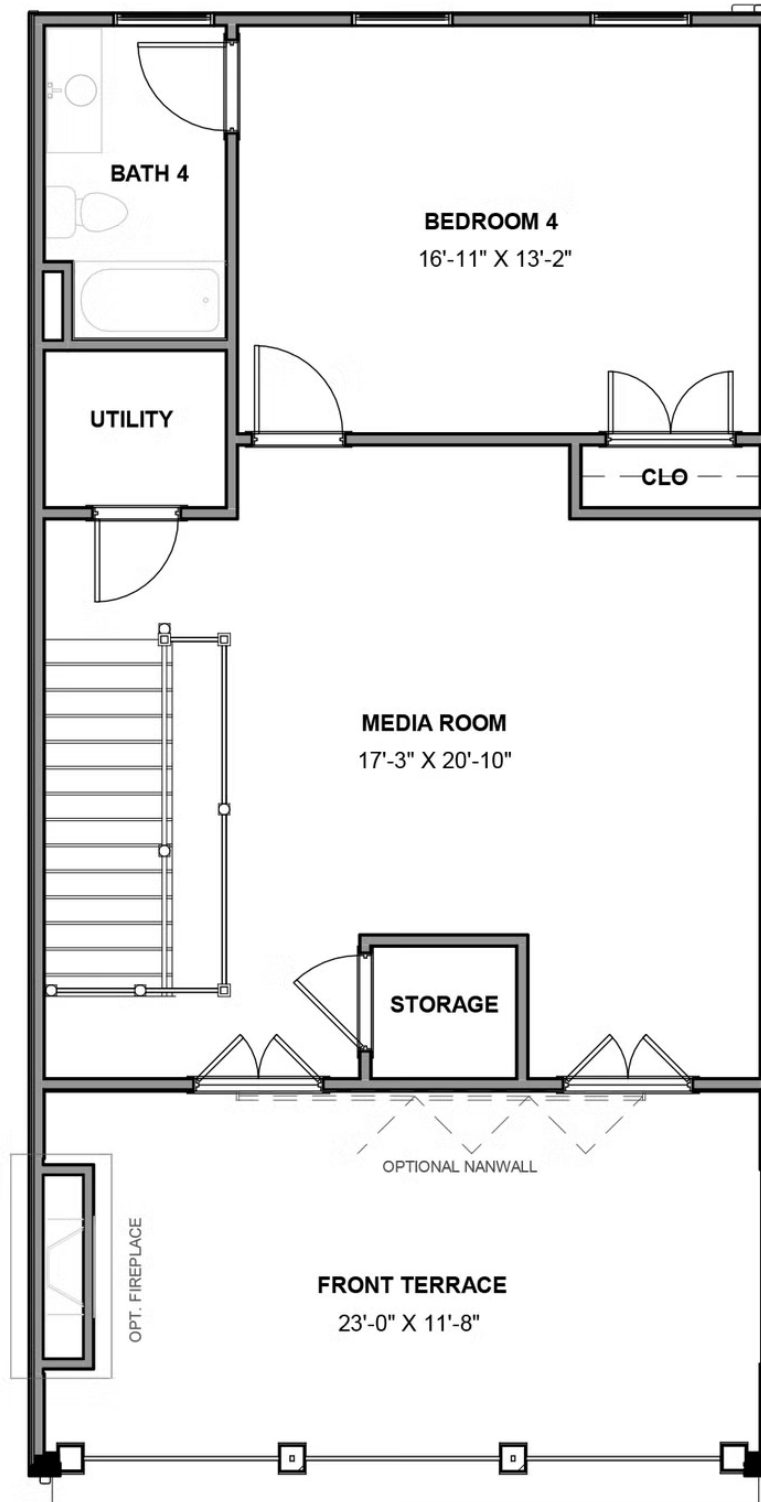 BATH 4
BEDROOM 4
16'-11" X 13'-2"
UTILITY
CLO
MEDIA ROOM
17'-3" X 20'-10"
STORAGE
OPTIONAL NANWALL
OPT. FIREPLACE
FRONT TERRACE
23'-0" X 11'-8"